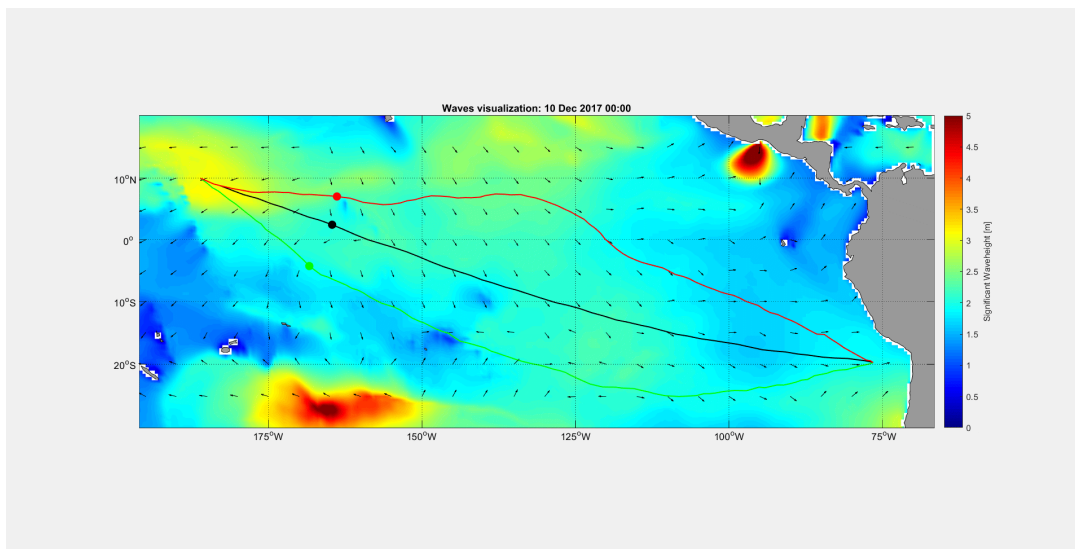 Waves visualization: 10 Dec 2017 00:00
10°N
0°
10°S
20°S
175°W
150°W
125°W
100°W
75°W
5
4.5
4
3.5
3
2.5
2
1.5
1
0.5
0
Significant Waveheight [m]